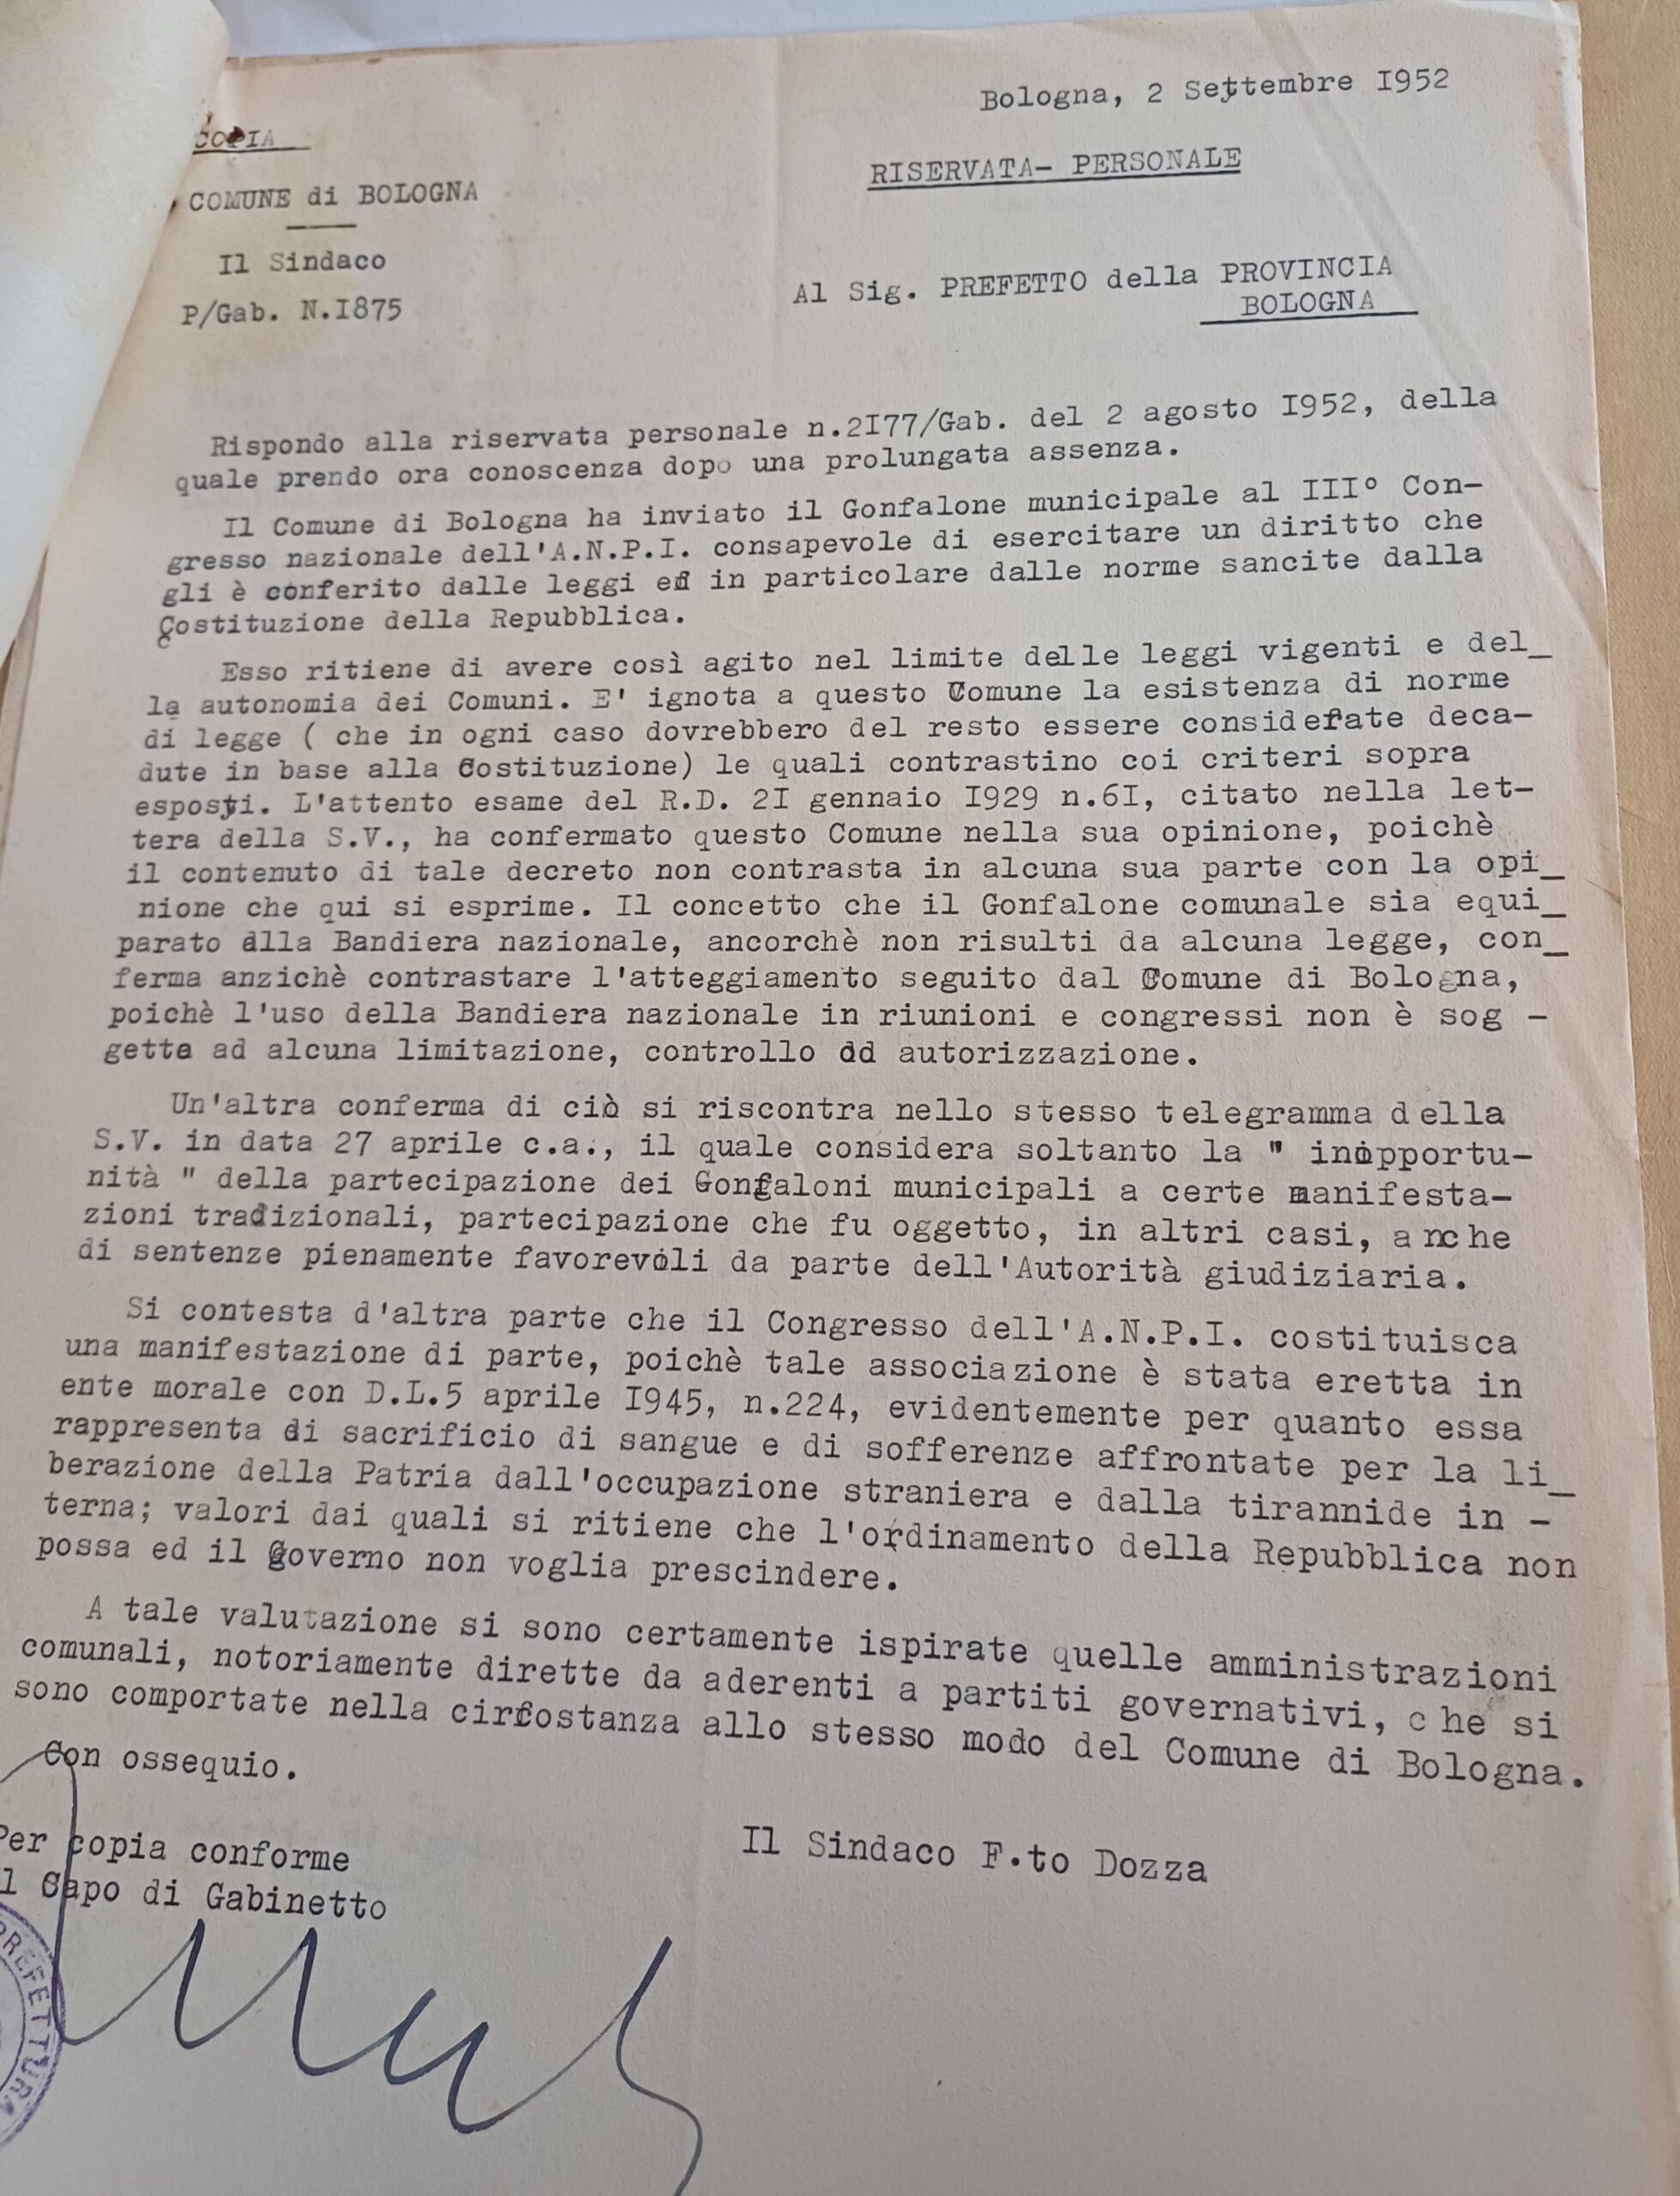 Bologna, 2 Settembre I952
COPIA
RISERVATA- PERSONALE
COMUNE di BOLOGNA
Il Sindaco
Al Sig. PREFETTO della PROVINCIA
BOLOGNA
P/Gab. N.I875
Rispondo alla riservata personale n.2I77/Gab. del 2 agosto I952, della
quale prendo ora conoscenza dopo una prolungata assenza.
Il Comune di Bologna ha inviato il Gonfalone municipale al III° Con-
gresso nazionale dell'A.N.P.I. consapevole di esercitare un diritto che
gli è conferito dalle leggi ed in particolare dalle norme sancite dalla
Costituzione della Repubblica.
Esso ritiene di avere così agito nel limite delle leggi vigenti e del_
la autonomia dei Comuni. E' ignota a questo Comune la esistenza di norme
di legge ( che in ogni caso dovrebbero del resto essere considerate deca-
dute in base alla Costituzione) le quali contrastino coi criteri sopra
esposti. L'attento esame del R.D. 2I gennaio I929 n.6I, citato nella let-
tera della S.V., ha confermato questo Comune nella sua opinione, poichè
il contenuto di tale decreto non contrasta in alcuna sua parte con la opi_
nione che qui si esprime. Il concetto che il Gonfalone comunale sia equi_
parato alla Bandiera nazionale, ancorchè non risulti da alcuna legge, con_
ferma anzichè contrastare l'atteggiamento seguito dal Comune di Bologna,
poichè l'uso della Bandiera nazionale in riunioni e congressi non è sog -
getta ad alcuna limitazione, controllo od autorizzazione.
Un'altra conferma di ciò si riscontra nello stesso telegramma della
S.V. in data 27 aprile c.a., il quale considera soltanto la " inopportu-
nità " della partecipazione dei Gonfaloni municipali a certe manifesta-
zioni tradizionali, partecipazione che fu oggetto, in altri casi, anche
di sentenze pienamente favorevoli da parte dell'Autorità giudiziaria.
Si contesta d'altra parte che il Congresso dell'A.N.P.I. costituisca
una manifestazione di parte, poichè tale associazione è stata eretta in
ente morale con D.L.5 aprile I945, n.224, evidentemente per quanto essa
rappresenta di sacrificio di sangue e di sofferenze affrontate per la li_
berazione della Patria dall'occupazione straniera e dalla tirannide in -
terna; valori dai quali si ritiene che l'ordinamento della Repubblica non
possa ed il Governo non voglia prescindere.
A tale valutazione si sono certamente ispirate quelle amministrazioni
comunali, notoriamente dirette da aderenti a partiti governativi, che si
sono comportate nella circostanza allo stesso modo del Comune di Bologna.
Con ossequio.
Per copia conforme
Il Sindaco F.to Dozza
l Capo di Gabinetto
PREFETTURA